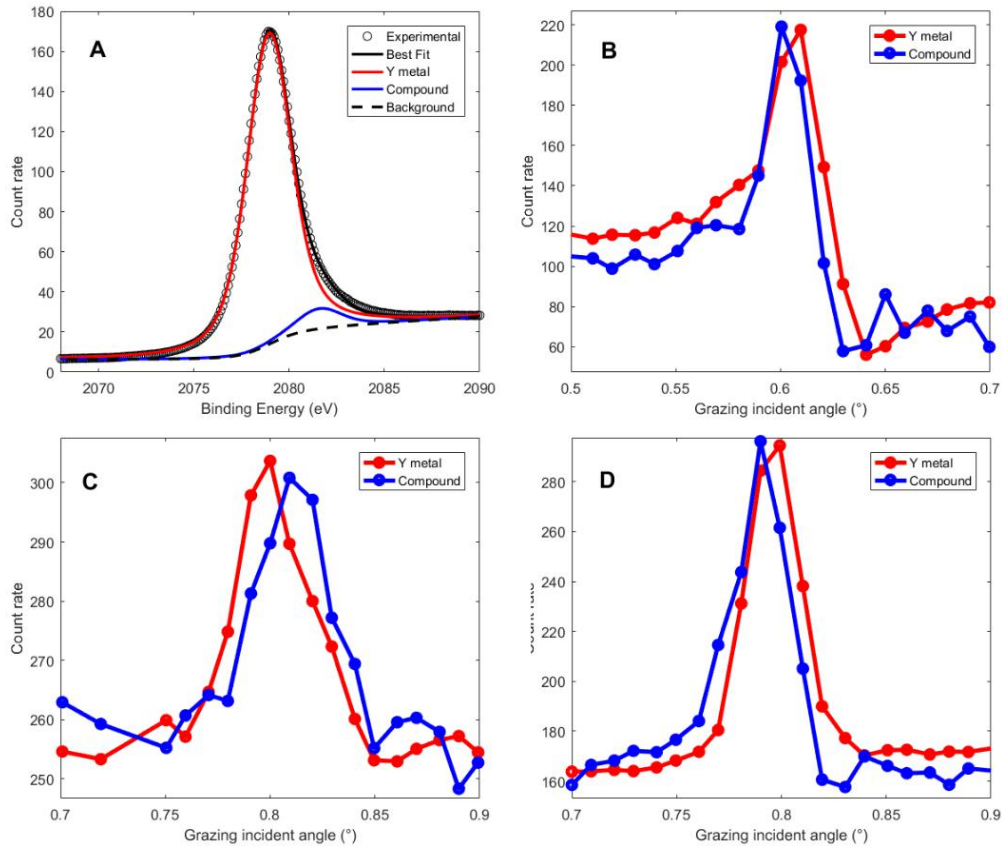 A
Experimental
Best Fit
Y metal
Compound
Background
Count rate
180
160
140
120
100
80
60
40
20
0
2070
2075
2080
2085
2090
Binding Energy (eV)
B
Y metal
Compound
Count rate
220
200
180
160
140
120
100
80
60
0.5
0.55
0.6
0.65
0.7
Grazing incident angle (°)
C
Y metal
Compound
Count rate
300
290
280
270
260
250
0.7
0.75
0.8
0.85
0.9
Grazing incident angle (°)
D
Y metal
Compound
Count rate
280
260
240
220
200
180
160
0.7
0.75
0.8
0.85
0.9
Grazing incident angle (°)